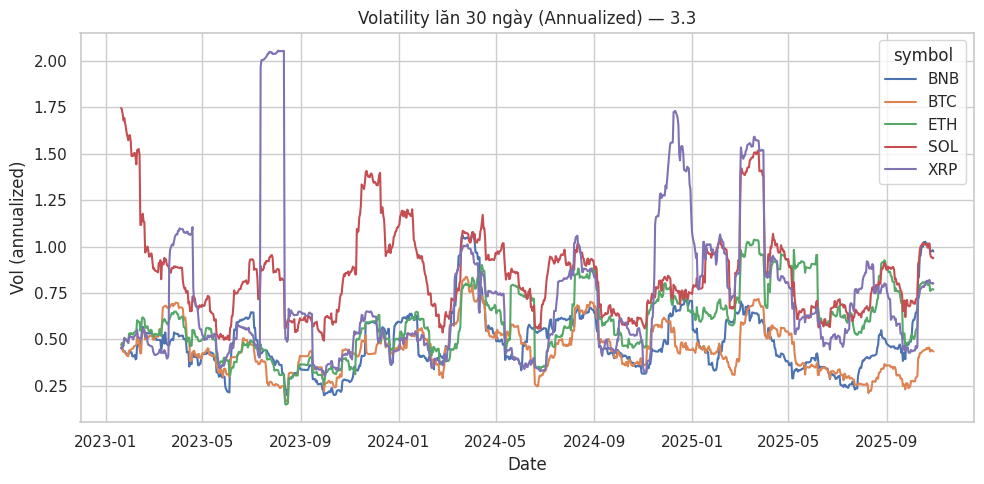 Volatility lăn 30 ngày (Annualized) — 3.3
symbol
BNB
BTC
ETH
SOL
XRP
Vol (annualized)
2.00
1.75
1.50
1.25
1.00
0.75
0.50
0.25
2023-01 2023-05 2023-09 2024-01 2024-05 2024-09 2025-01 2025-05 2025-09
Date